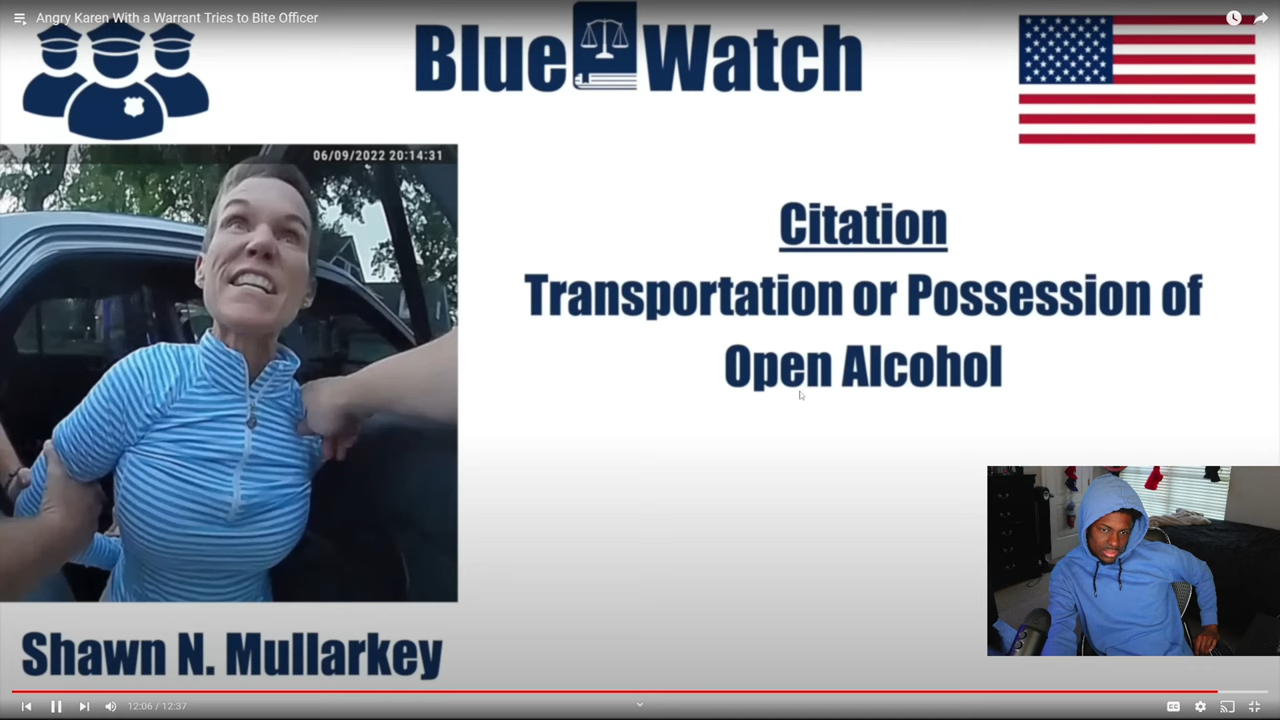 Angry Karen With a Warrant Tries to Bite Officer
Blue Watch
06/09/2022 20:14:31
Citation
Transportation or Possession of
Open Alcohol
Shawn N. Mullarkey
12:06 / 12:37
CC